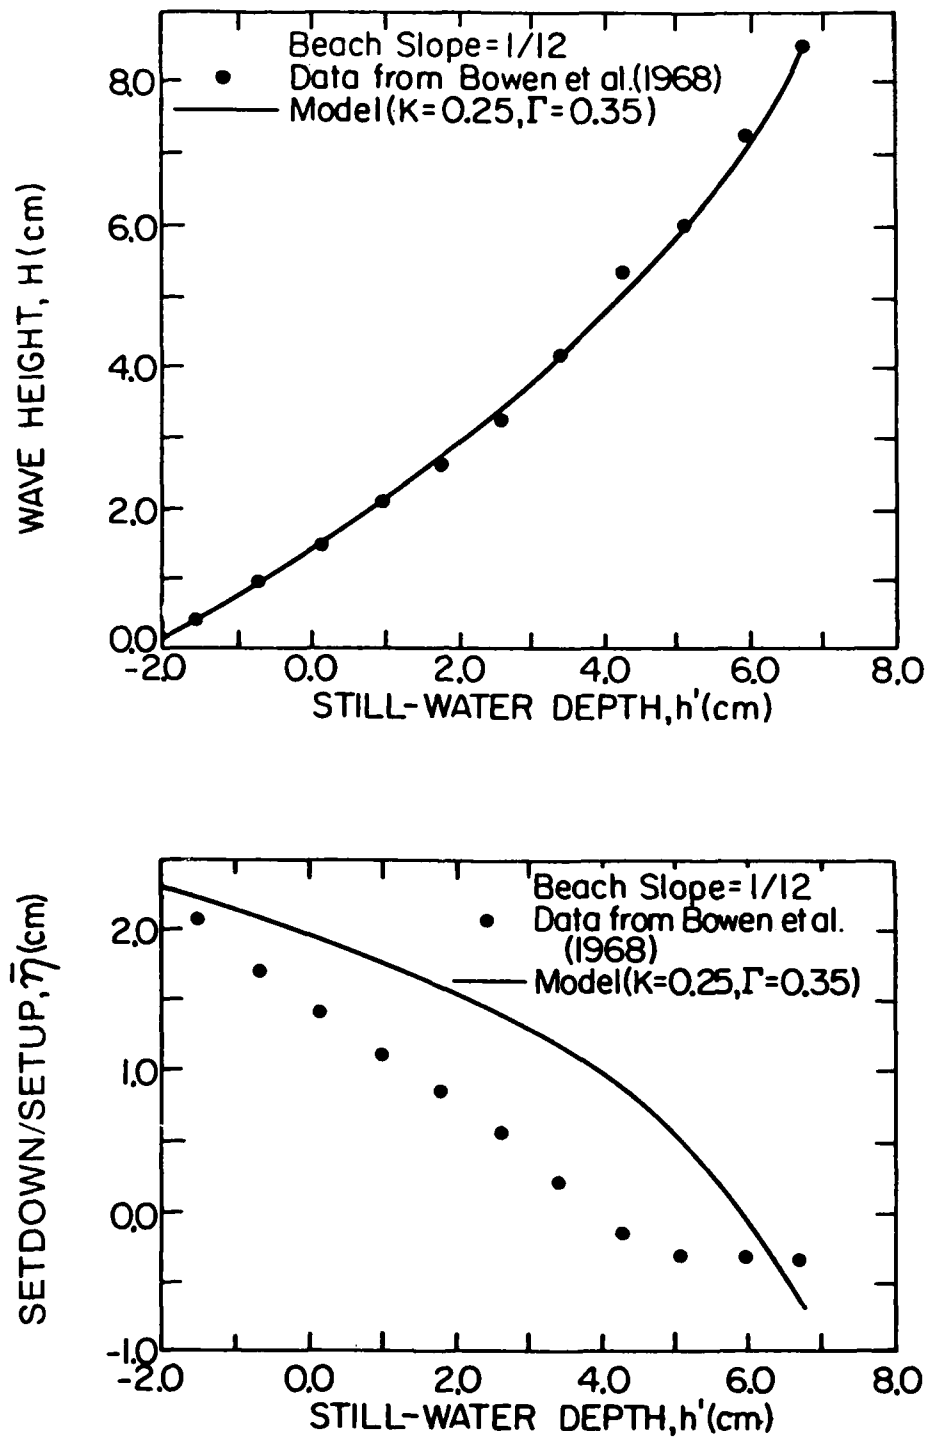 Beach Slope=1/12
Data from Bowen et al.(1968)
Model(K=0.25,Γ=0.35)
8.0
6.0
4.0
2.0
0.0
WAVE HEIGHT, H(cm)
-2.0 0.0 2.0 4.0 6.0 8.0
STILL-WATER DEPTH,h'(cm)
Beach Slope=1/12
Data from Bowen et al.
(1968)
Model(K=0.25,Γ=0.35)
2.0
1.0
0.0
-1.0
SETDOWN/SETUP, η̄(cm)
-2.0 0.0 2.0 4.0 6.0 8.0
STILL-WATER DEPTH,h'(cm)